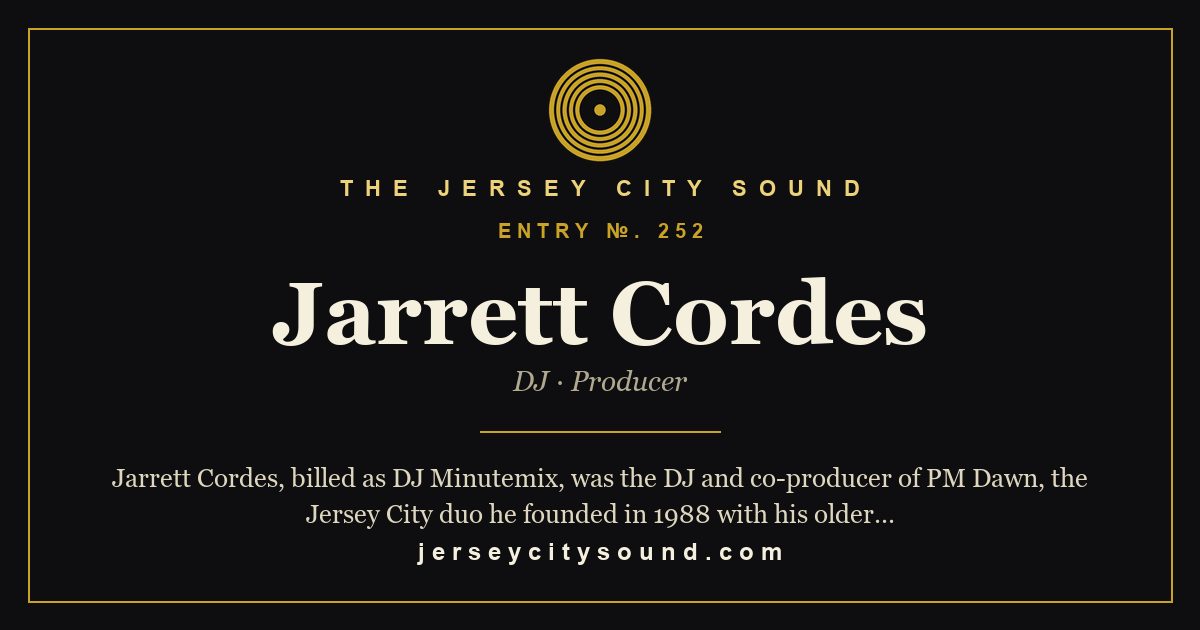 THE JERSEY CITY SOUND
ENTRY №. 252
Jarrett Cordes
DJ · Producer
Jarrett Cordes, billed as DJ Minutemix, was the DJ and co-producer of PM Dawn, the
Jersey City duo he founded in 1988 with his older...
jerseycitysound.com